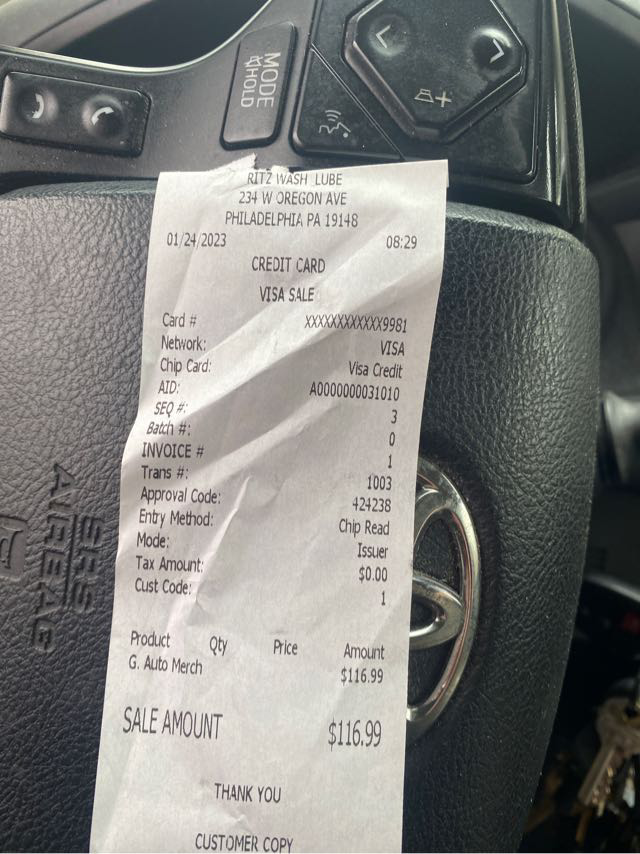 MODE
HOLD
RITZ WASH LUBE
234 W OREGON AVE
PHILADELPHIA PA 19148
01/24/2023 08:29
CREDIT CARD
VISA SALE
Card # XXXXXXXXXXXX9981
Network: VISA
Chip Card: Visa Credit
AID: A0000000031010
SEQ #: 3
Batch #: 0
INVOICE # 1
Trans #: 1003
Approval Code: 424238
Entry Method: Chip Read
Mode: Issuer
Tax Amount: $0.00
Cust Code: 1
Product Qty Price Amount
G. Auto Merch $116.99
SALE AMOUNT $116.99
THANK YOU
CUSTOMER COPY
SRS
AIRBAG